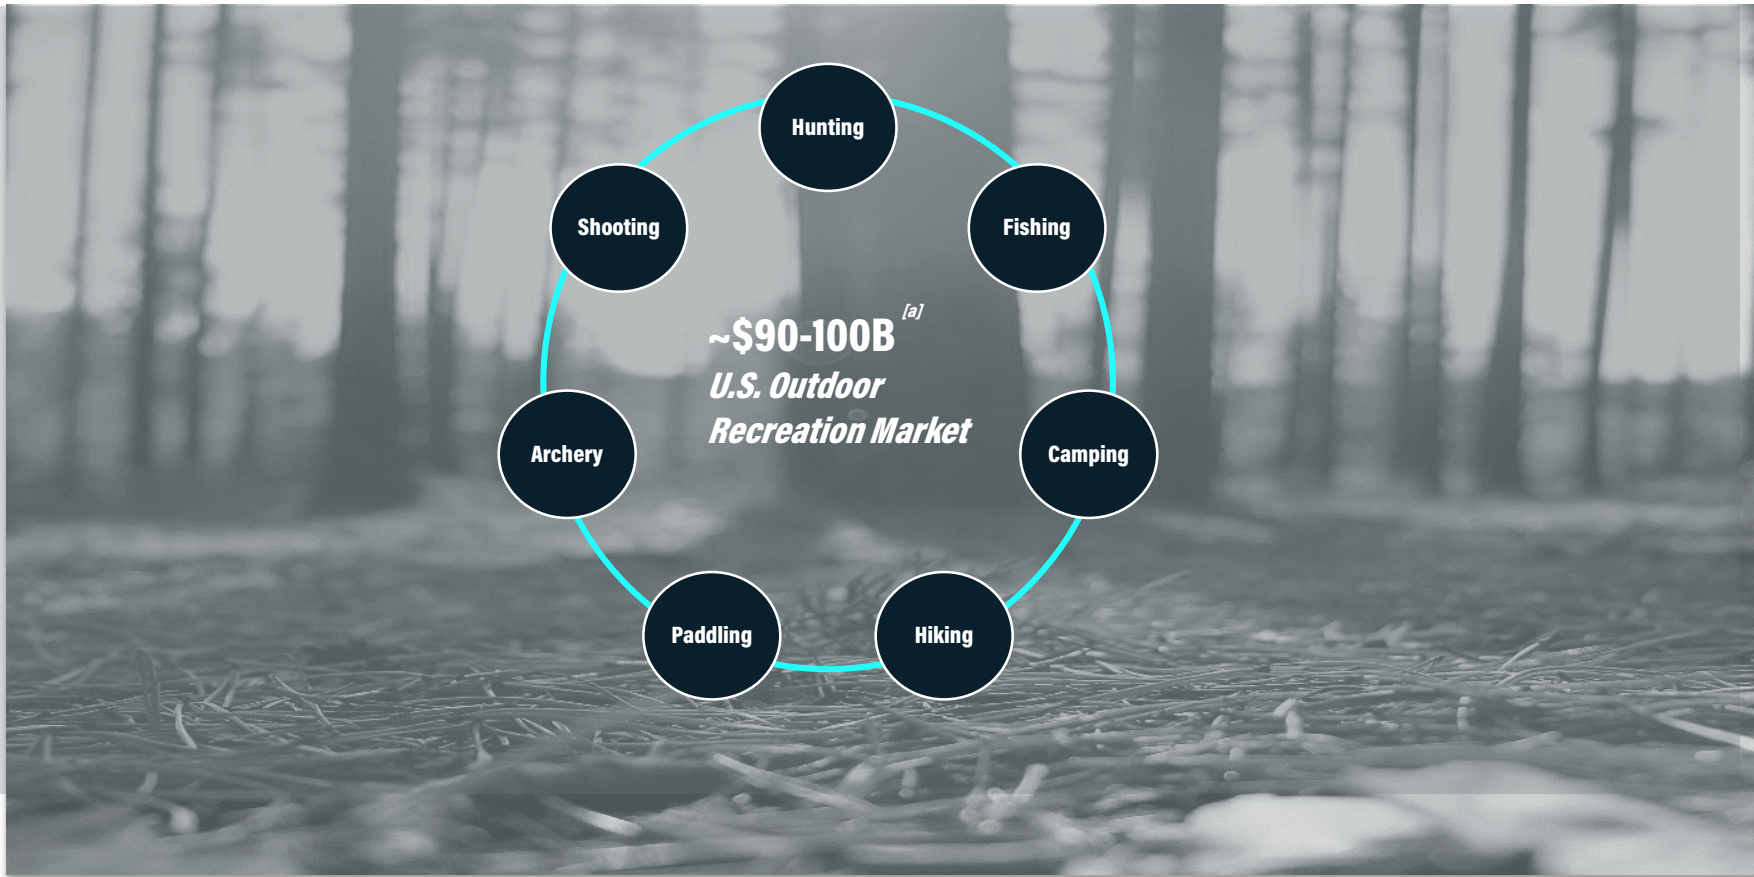 Hunting
Shooting
Fishing
~$90-100B [a]
U.S. Outdoor
Recreation Market
Archery
Camping
Paddling
Hiking